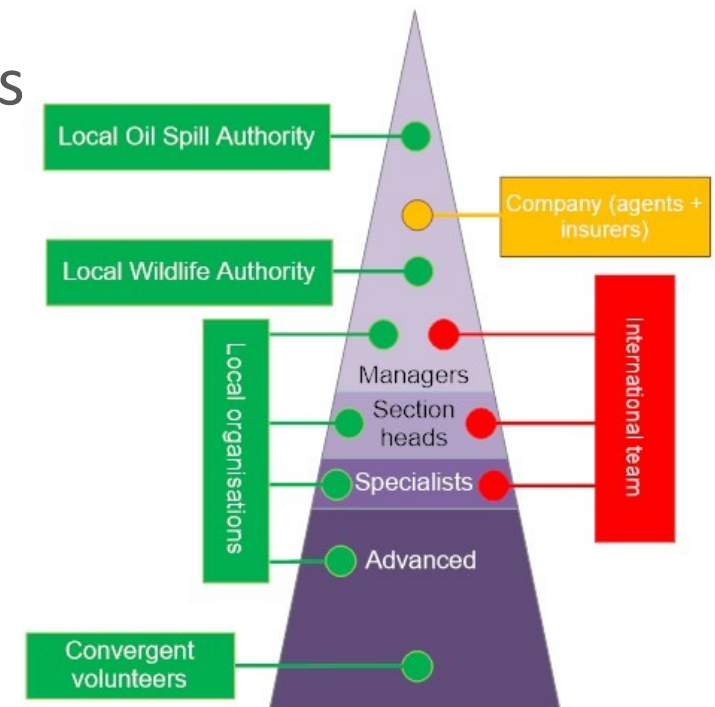 s
Local Oil Spill Authority
Company (agents +
insurers)
Local Wildlife Authority
Local organisations
International team
Managers
Section
heads
Specialists
Advanced
Convergent
volunteers